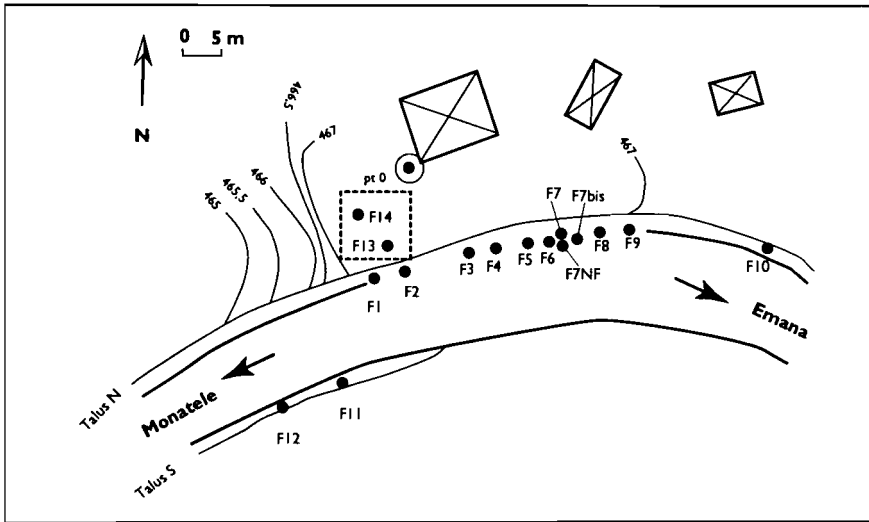 0 5 m
N
466,5
467
466
465,5
465
pt 0
467
F14
F13
F7
F7bis
F1
F2
F3
F4
F5
F6
F7NF
F8
F9
F10
Emana
Talus N
Monatele
F11
F12
Talus S